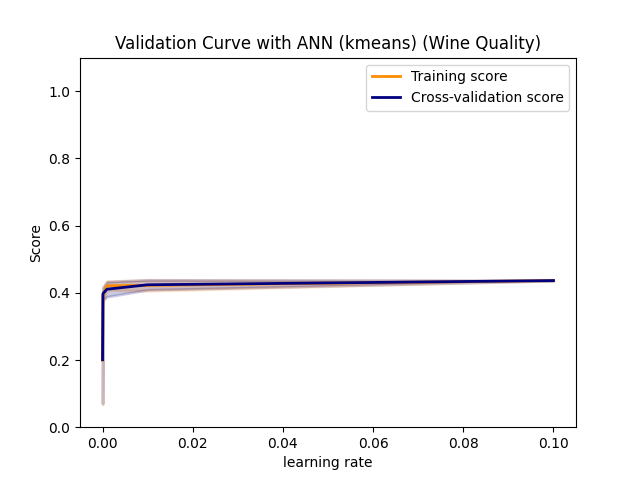 Validation Curve with ANN (kmeans) (Wine Quality)
Training score
Cross-validation score
Score
1.0
0.8
0.6
0.4
0.2
0.0
0.00 0.02 0.04 0.06 0.08 0.10
learning rate